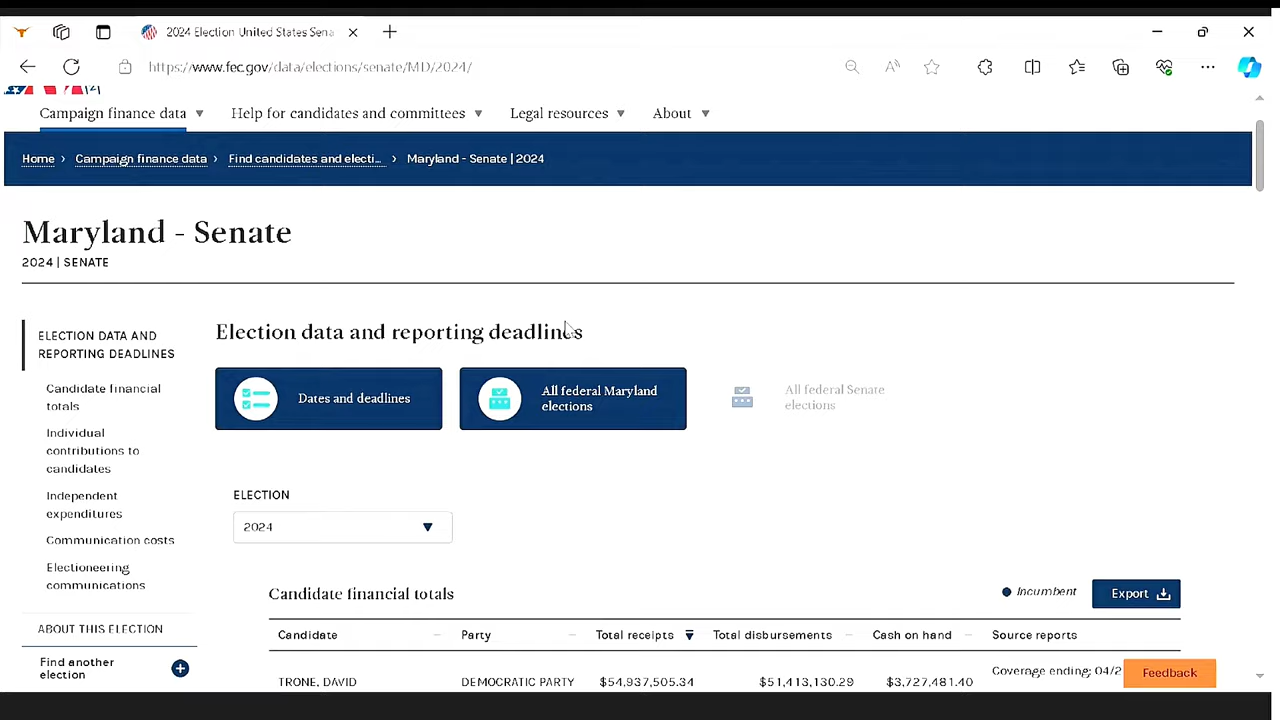 2024 Election United States Sena
https://www.fec.gov/data/elections/senate/MD/2024/
Campaign finance data
Help for candidates and committees
Legal resources
About
Home › Campaign finance data › Find candidates and electi... › Maryland - Senate | 2024
Maryland - Senate
2024 | SENATE
ELECTION DATA AND
REPORTING DEADLINES
Candidate financial
totals
Individual
contributions to
candidates
Independent
expenditures
Communication costs
Electioneering
communications
ABOUT THIS ELECTION
Find another
election
Election data and reporting deadlines
Dates and deadlines
All federal Maryland
elections
All federal Senate
elections
ELECTION
2024
Candidate financial totals
Incumbent
Export
Candidate Party Total receipts Total disbursements Cash on hand Source reports
TRONE, DAVID DEMOCRATIC PARTY $54,937,505.34 $51,413,130.29 $3,727,481.40 Coverage ending: 04/2
Feedback